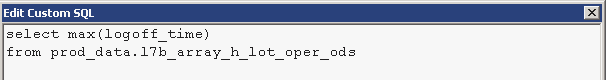 Edit Custom SQL
select max(logoff_time)
from prod_data.l7b_array_h_lot_oper_ods